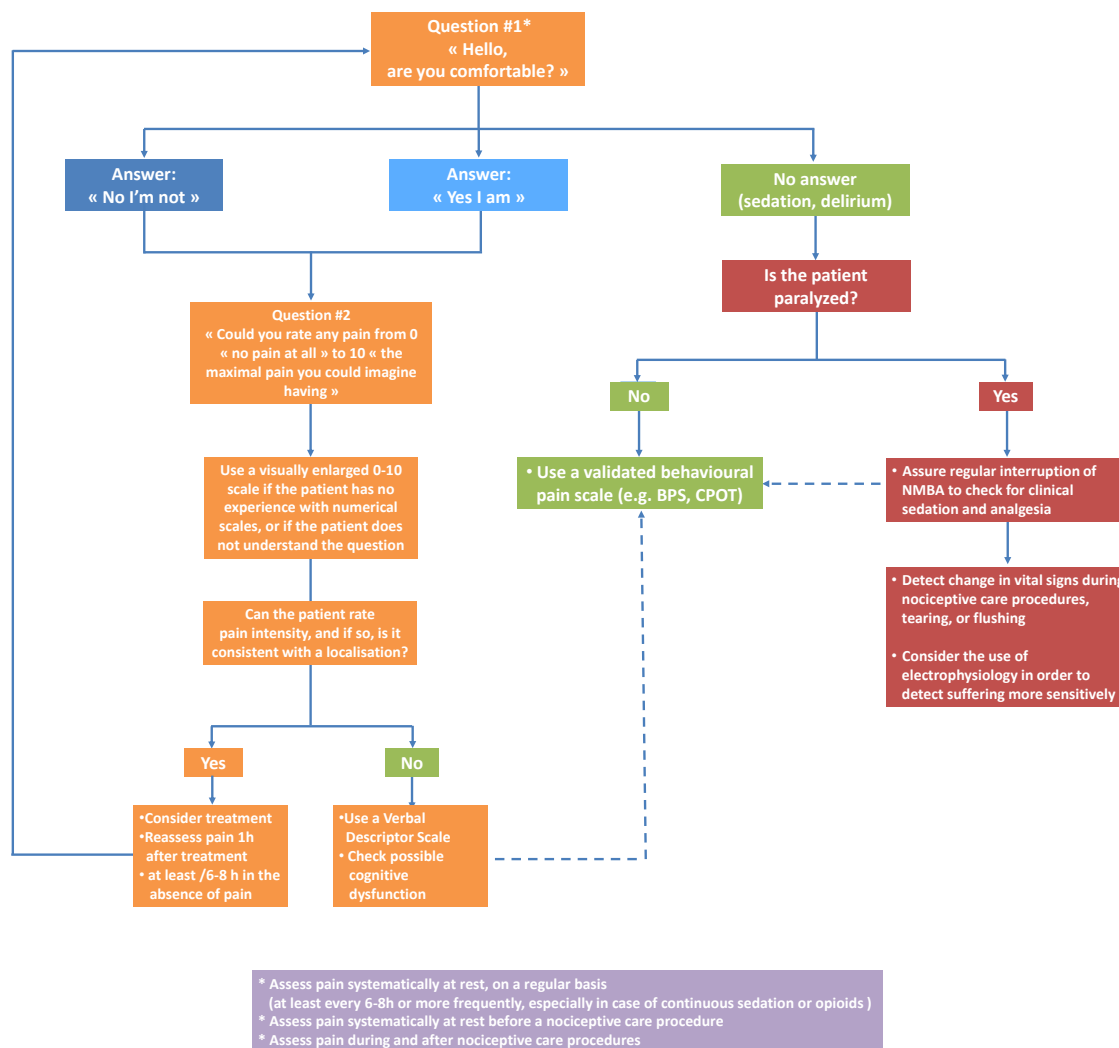 Question #1*
« Hello,
are you comfortable? »
Answer:
« No I'm not »
Answer:
« Yes I am »
No answer
(sedation, delirium)
Is the patient
paralyzed?
Question #2
« Could you rate any pain from 0
« no pain at all » to 10 « the
maximal pain you could imagine
having »
No
Yes
Use a visually enlarged 0-10
scale if the patient has no
experience with numerical
scales, or if the patient does
not understand the question
• Use a validated behavioural
pain scale (e.g. BPS, CPOT)
• Assure regular interruption of
NMBA to check for clinical
sedation and analgesia
• Detect change in vital signs during
nociceptive care procedures,
tearing, or flushing
• Consider the use of
electrophysiology in order to
detect suffering more sensitively
Can the patient rate
pain intensity, and if so, is it
consistent with a localisation?
Yes
No
•Consider treatment
•Reassess pain 1h
after treatment
• at least /6-8 h in the
absence of pain
•Use a Verbal
Descriptor Scale
• Check possible
cognitive
dysfunction
* Assess pain systematically at rest, on a regular basis
(at least every 6-8h or more frequently, especially in case of continuous sedation or opioids )
* Assess pain systematically at rest before a nociceptive care procedure
* Assess pain during and after nociceptive care procedures